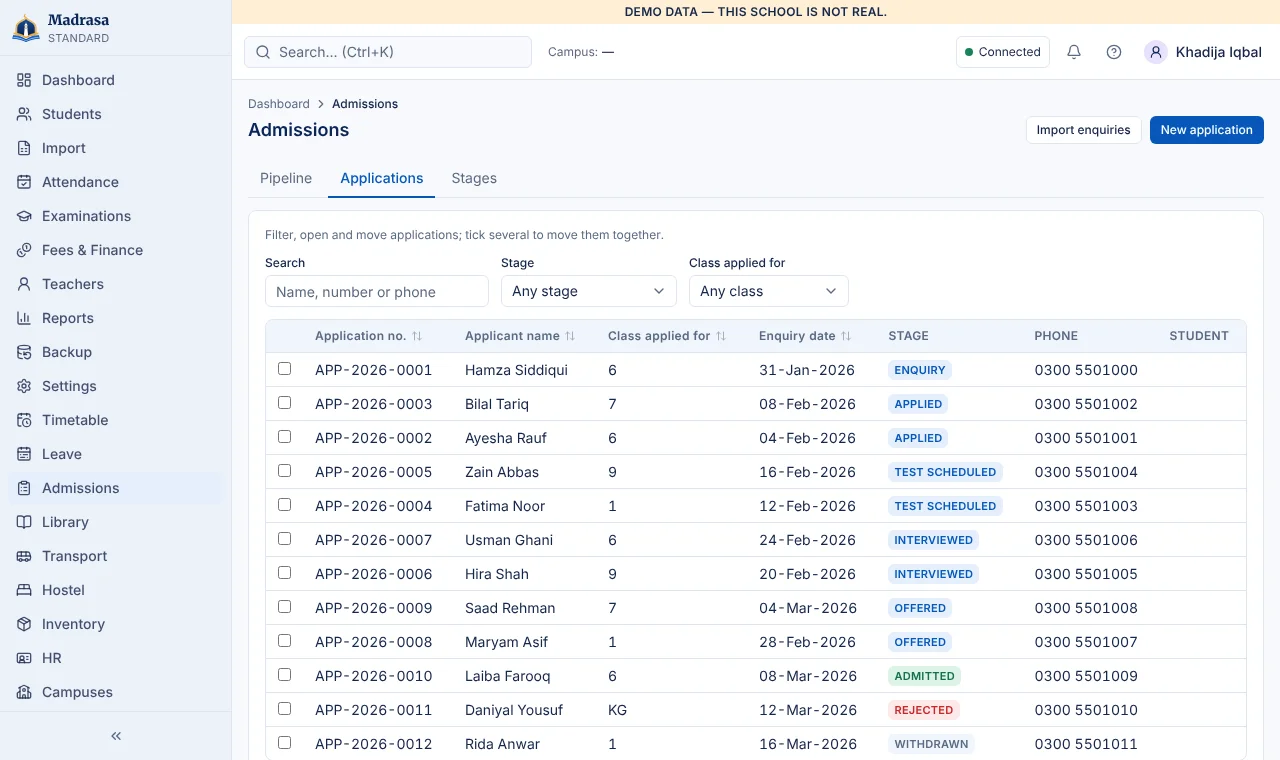 Madrasa
STANDARD
Dashboard
Students
Import
Attendance
Examinations
Fees & Finance
Teachers
Reports
Backup
Settings
Timetable
Leave
Admissions
Library
Transport
Hostel
Inventory
HR
Campuses
«
DEMO DATA — THIS SCHOOL IS NOT REAL.
Search... (Ctrl+K) Campus: — Connected Khadija Iqbal
Dashboard > Admissions
Admissions Import enquiries New application
Pipeline Applications Stages
Filter, open and move applications; tick several to move them together.
Search Stage Class applied for
Name, number or phone Any stage Any class
Application no. Applicant name Class applied for Enquiry date STAGE PHONE STUDENT
APP-2026-0001 Hamza Siddiqui 6 31-Jan-2026 ENQUIRY 0300 5501000
APP-2026-0003 Bilal Tariq 7 08-Feb-2026 APPLIED 0300 5501002
APP-2026-0002 Ayesha Rauf 6 04-Feb-2026 APPLIED 0300 5501001
APP-2026-0005 Zain Abbas 9 16-Feb-2026 TEST SCHEDULED 0300 5501004
APP-2026-0004 Fatima Noor 1 12-Feb-2026 TEST SCHEDULED 0300 5501003
APP-2026-0007 Usman Ghani 6 24-Feb-2026 INTERVIEWED 0300 5501006
APP-2026-0006 Hira Shah 9 20-Feb-2026 INTERVIEWED 0300 5501005
APP-2026-0009 Saad Rehman 7 04-Mar-2026 OFFERED 0300 5501008
APP-2026-0008 Maryam Asif 1 28-Feb-2026 OFFERED 0300 5501007
APP-2026-0010 Laiba Farooq 6 08-Mar-2026 ADMITTED 0300 5501009
APP-2026-0011 Daniyal Yousuf KG 12-Mar-2026 REJECTED 0300 5501010
APP-2026-0012 Rida Anwar 1 16-Mar-2026 WITHDRAWN 0300 5501011